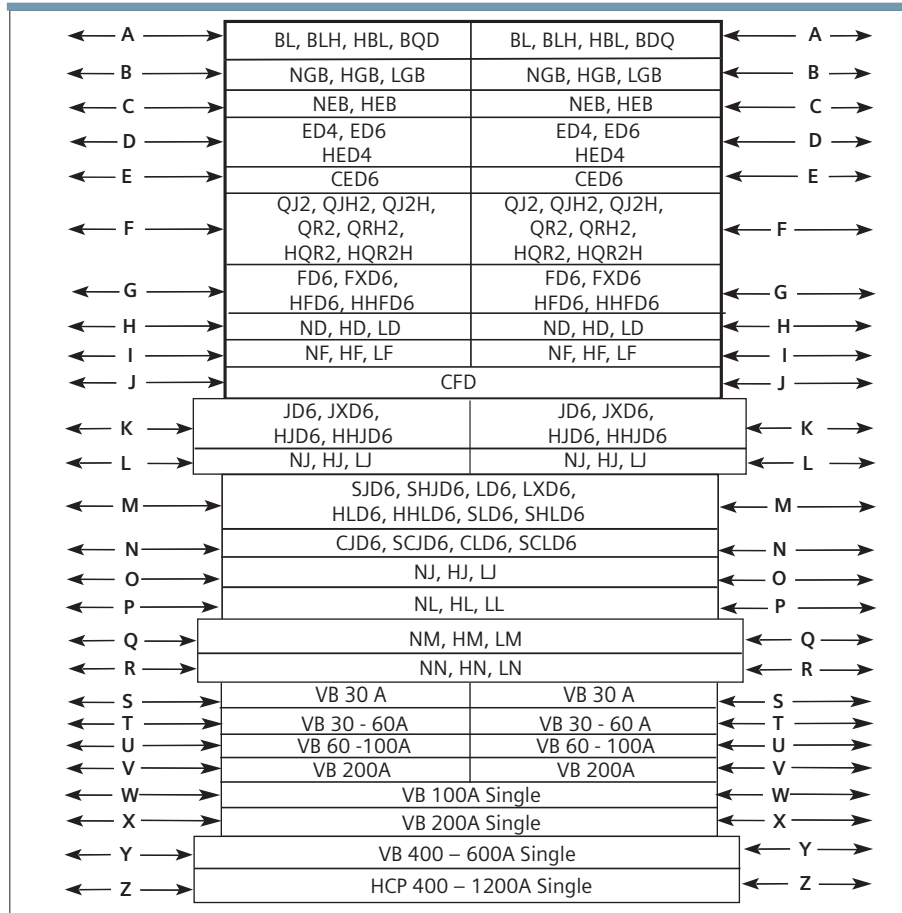 A BL, BLH, HBL, BQD BL, BLH, HBL, BDQ A
B NGB, HGB, LGB NGB, HGB, LGB B
C NEB, HEB NEB, HEB C
D ED4, ED6 ED4, ED6 D
HED4 HED4
E CED6 CED6 E
QJ2, QJH2, QJ2H, QJ2, QJH2, QJ2H,
F QR2, QRH2, QR2, QRH2, F
HQR2, HQR2H HQR2, HQR2H
G FD6, FXD6, FD6, FXD6 G
HFD6, HHFD6 HFD6, HHFD6
H ND, HD, LD ND, HD, LD H
I NF, HF, LF NF, HF, LF I
J CFD J
K JD6, JXD6, JD6, JXD6, K
HJD6, HHJD6 HJD6, HHJD6
L NJ, HJ, LJ NJ, HJ, LJ L
M SJD6, SHJD6, LD6, LXD6, M
HLD6, HHLD6, SLD6, SHLD6
N CJD6, SCJD6, CLD6, SCLD6 N
O NJ, HJ, LJ O
P NL, HL, LL P
Q NM, HM, LM Q
R NN, HN, LN R
S VB 30 A VB 30 A S
T VB 30 - 60A VB 30 - 60 A T
U VB 60 -100A VB 60 - 100A U
V VB 200A VB 200A V
W VB 100A Single W
X VB 200A Single X
Y VB 400 – 600A Single Y
Z HCP 400 – 1200A Single Z